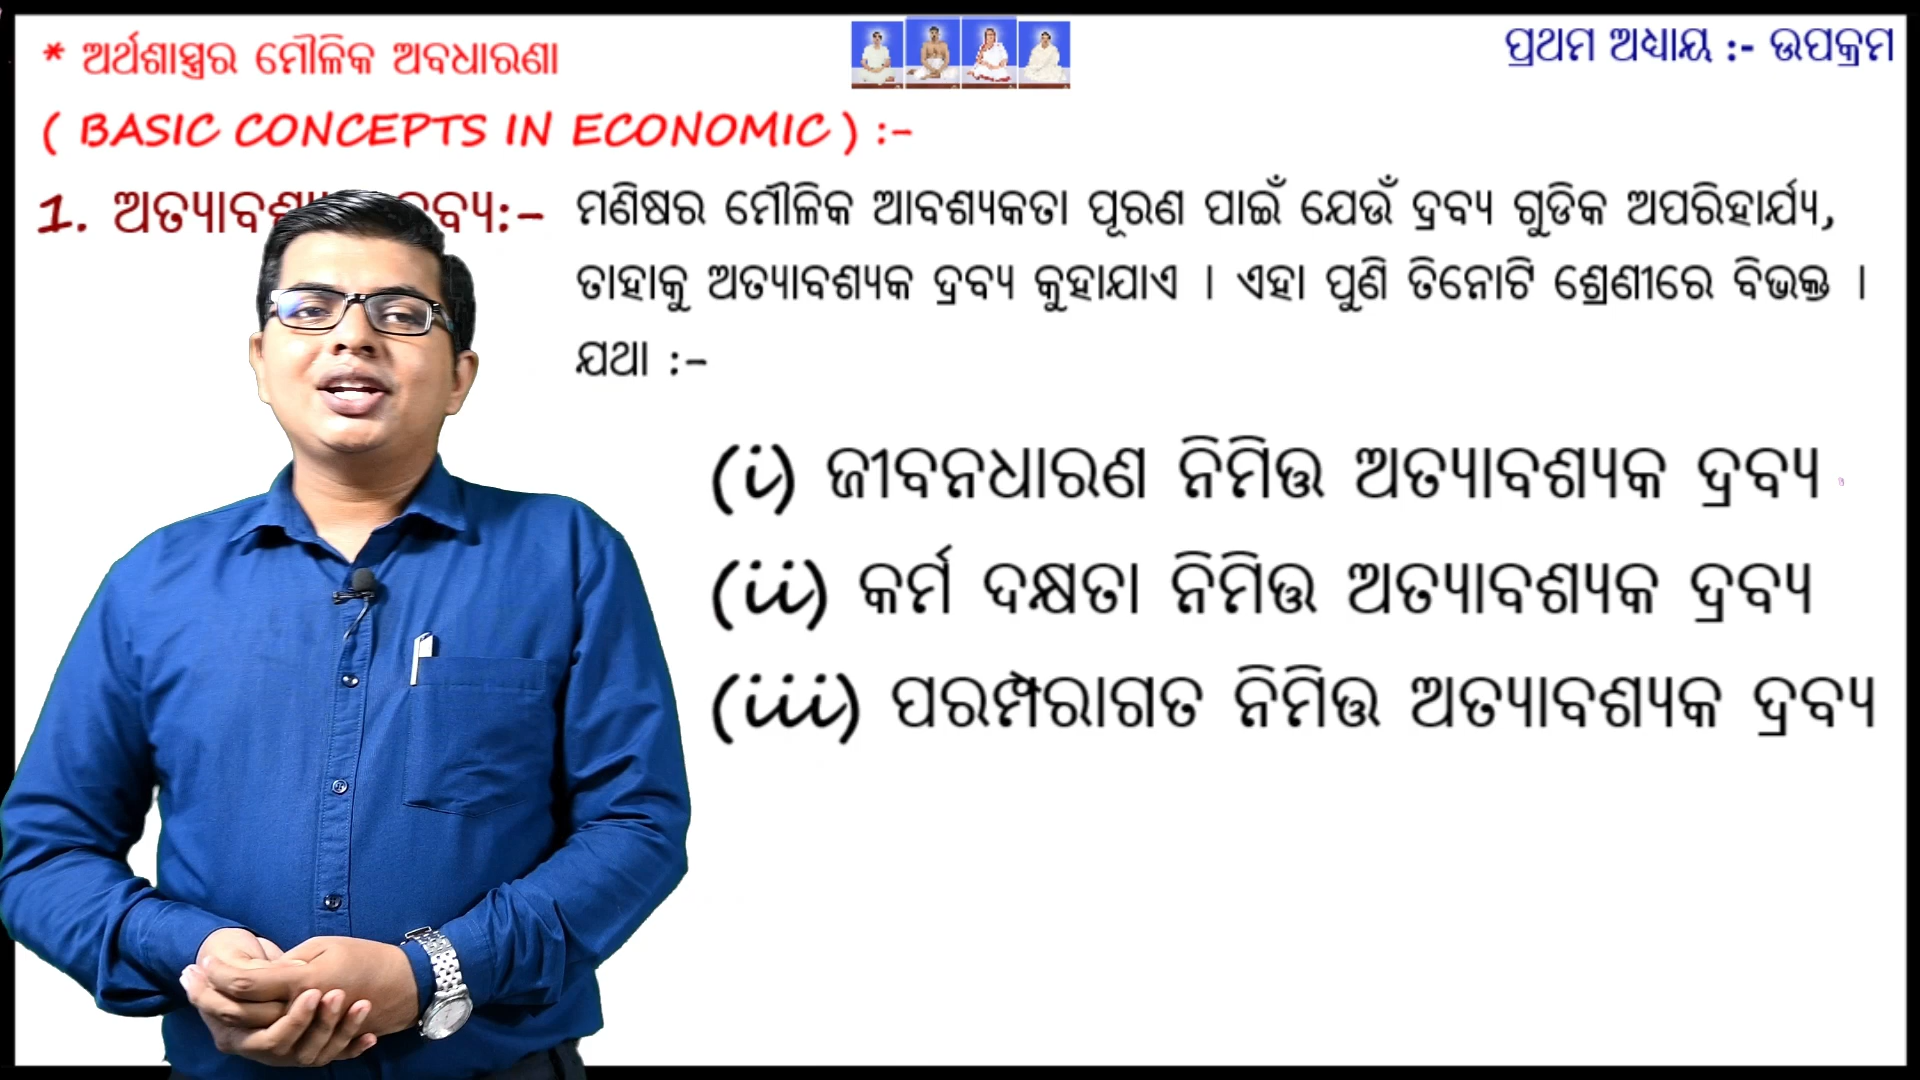 * ଅର୍ଥଶାସ୍ତ୍ରର ମୌଳିକ ଅବଧାରଣା
ପ୍ରଥମ ଅଧ୍ୟାୟ :- ଉପକ୍ରମ
( BASIC CONCEPTS IN ECONOMIC ) :-
1. :-
ମଣିଷର ମୌଳିକ ଆବଶ୍ୟକତା ପୂରଣ ପାଇଁ ଯେଉଁ ଦ୍ରବ୍ୟ ଗୁଡିକ ଅପରିହାର୍ଯ୍ୟ,
ତାହାକୁ ଅତ୍ୟାବଶ୍ୟକ ଦ୍ରବ୍ୟ କୁହାଯାଏ । ଏହା ପୁଣି ତିନୋଟି ଶ୍ରେଣୀରେ ବିଭକ୍ତ ।
ଯଥା :-
(i) ଜୀବନଧାରଣ ନିମିତ୍ତ ଅତ୍ୟାବଶ୍ୟକ ଦ୍ରବ୍ୟ
(ii) କର୍ମ ଦକ୍ଷତା ନିମିତ୍ତ ଅତ୍ୟାବଶ୍ୟକ ଦ୍ରବ୍ୟ
(iii) ପରମ୍ପରାଗତ ନିମିତ୍ତ ଅତ୍ୟାବଶ୍ୟକ ଦ୍ରବ୍ୟ